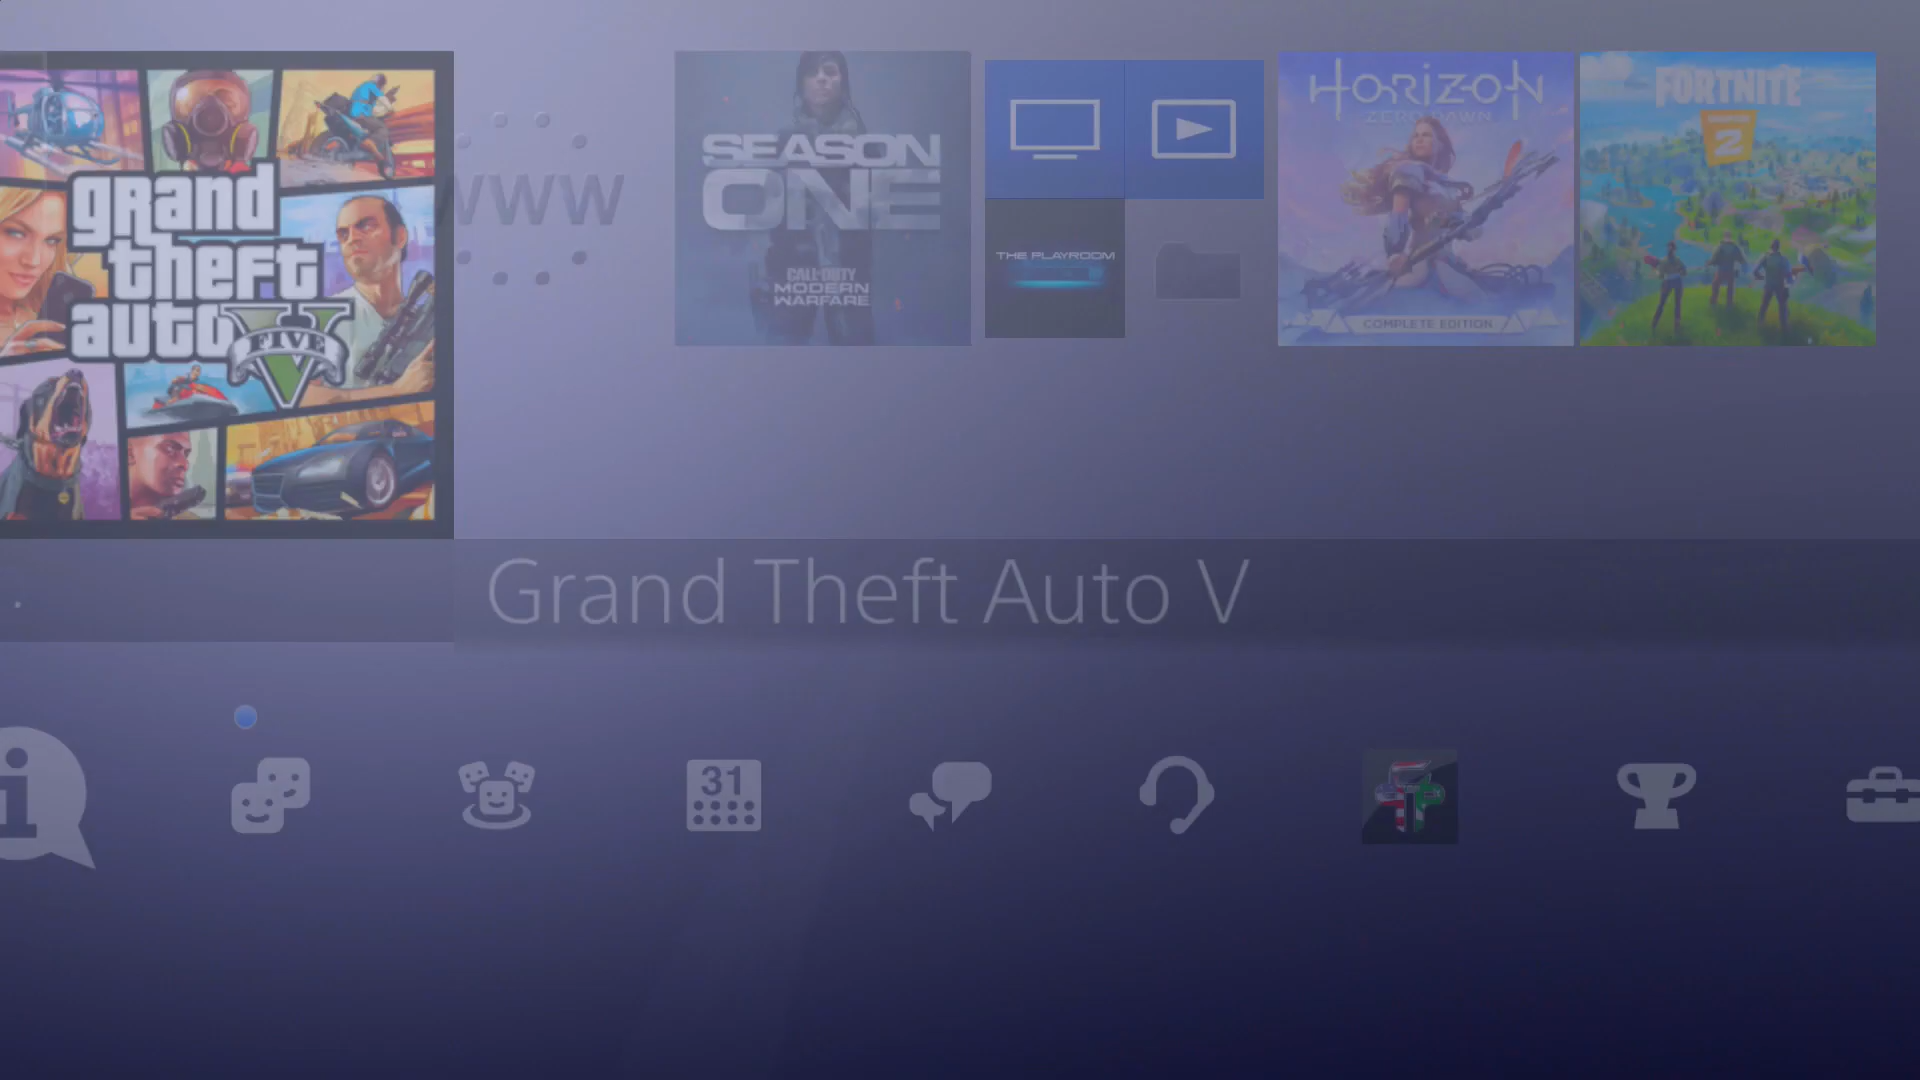 grand
theft
auto
FIVE
WWW
SEASON
ONE
CALL OF DUTY
MODERN
WARFARE
THE PLAYROOM
HORIZON
ZERO DAWN
COMPLETE EDITION
FORTNITE
2
Grand Theft Auto V
31